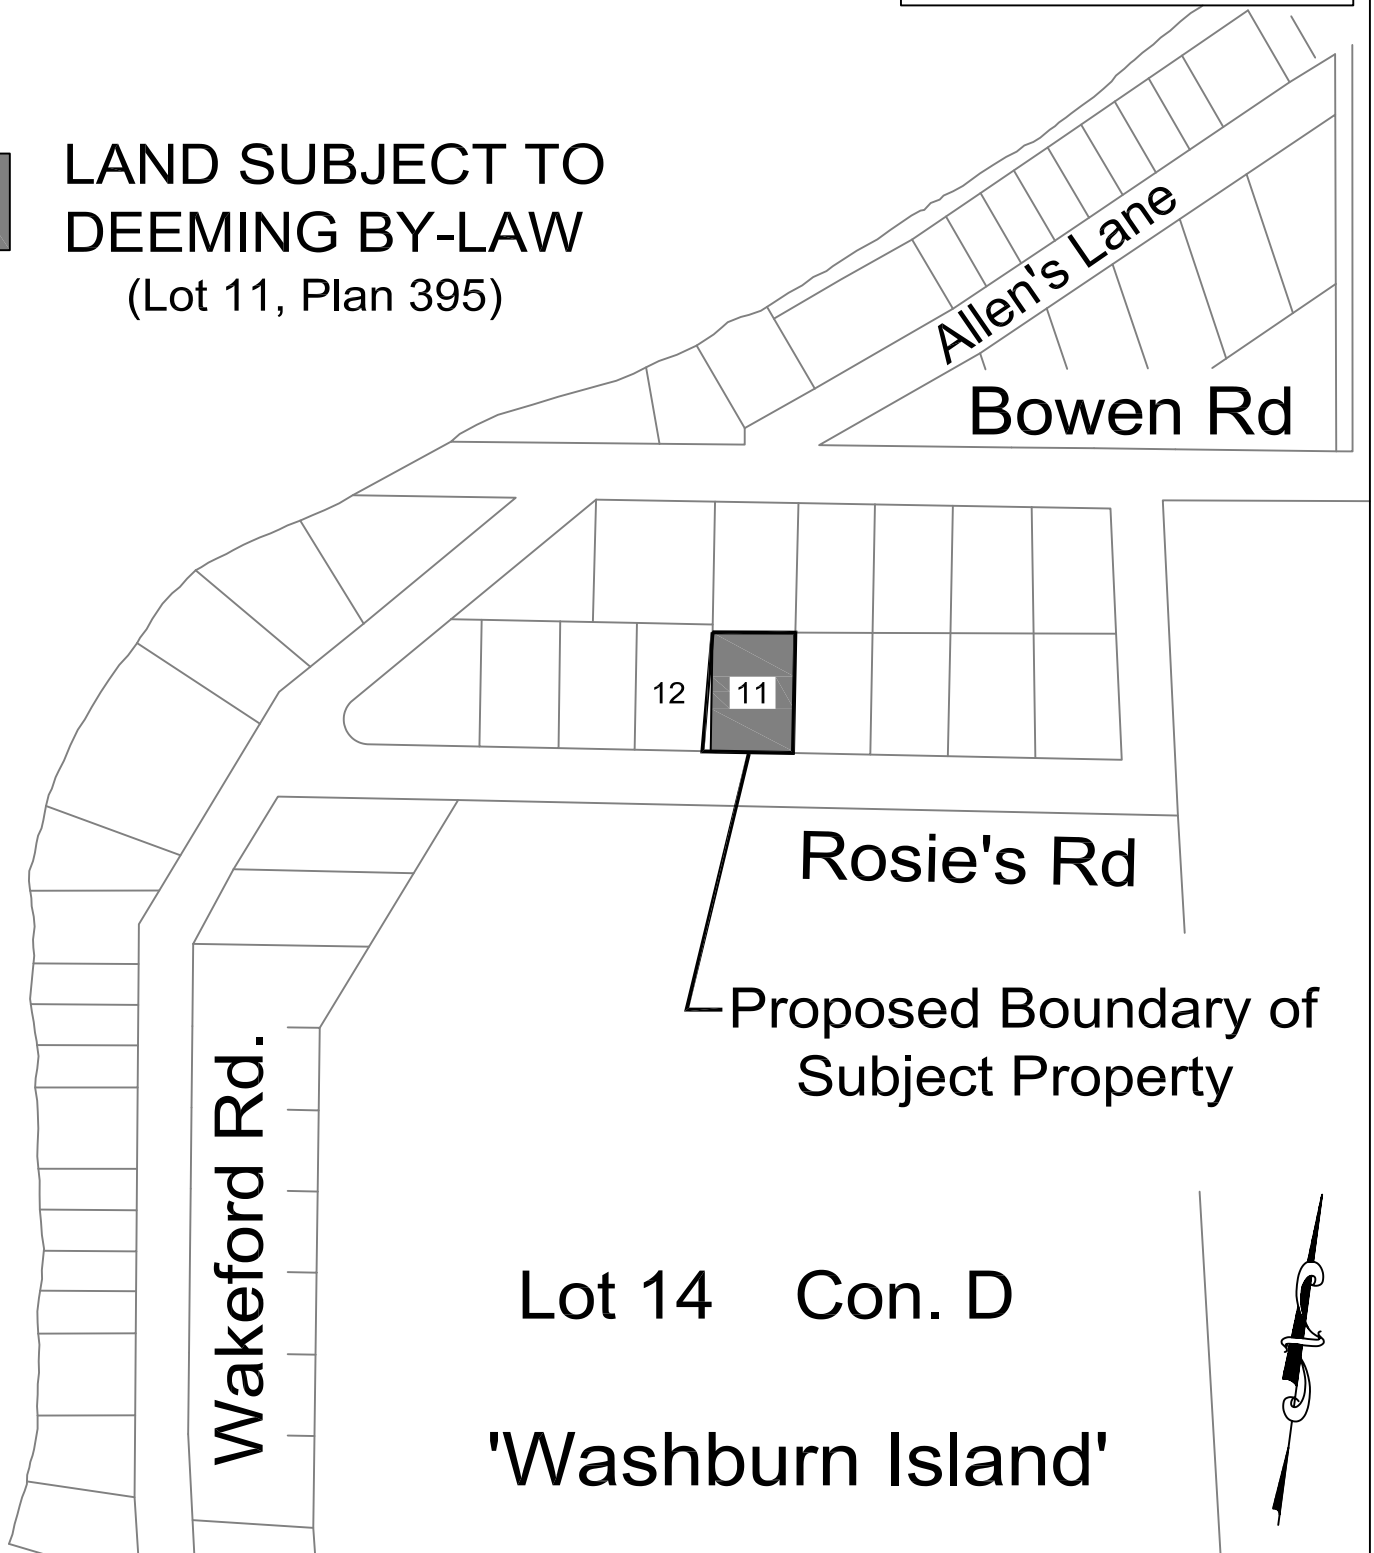 LAND SUBJECT TO
DEEMING BY-LAW
(Lot 11, Plan 395)
Allen's Lane
Bowen Rd
12
11
Rosie's Rd
Proposed Boundary of
Subject Property
Wakeford Rd.
Lot 14 Con. D
'Washburn Island'